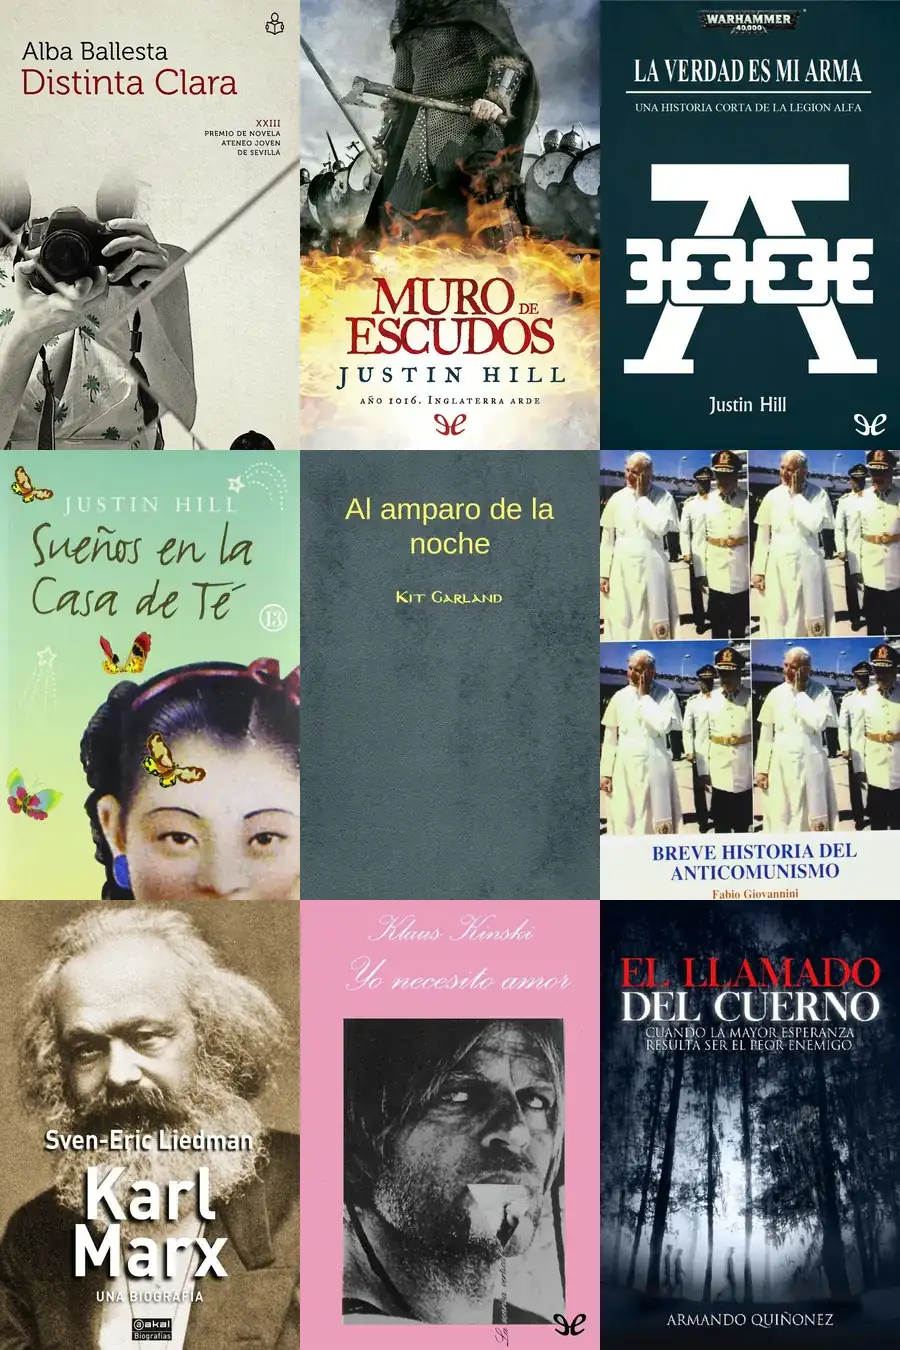 Alba Ballesta
Distinta Clara
XXIII
PREMIO DE NOVELA
ATENEO JOVEN
DE SEVILLA
MURO DE
ESCUDOS
JUSTIN HILL
AÑO 1016. INGLATERRA ARDE
WARHAMMER
40,000
LA VERDAD ES MI ARMA
UNA HISTORIA CORTA DE LA LEGION ALFA
Justin Hill
JUSTIN HILL
Sueños en la
Casa de Té
13
Al amparo de la
noche
Kit Garland
BREVE HISTORIA DEL
ANTICOMUNISMO
Fabio Giovannini
Sven-Eric Liedman
Karl
Marx
UNA BIOGRAFÍA
@akal
Biografías
Klaus Kinski
Yo necesito amor
EL LLAMADO
DEL CUERNO
CUANDO LA MAYOR ESPERANZA
RESULTA SER EL PEOR ENEMIGO.
ARMANDO QUIÑONEZ